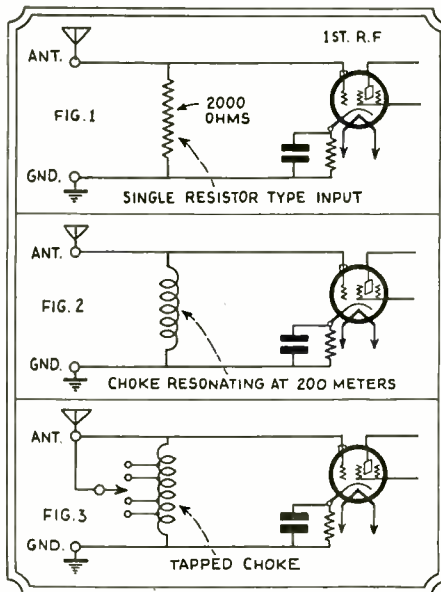 1ST. R.F
ANT.
FIG.1
2000
OHMS
GND.
SINGLE RESISTOR TYPE INPUT
ANT.
FIG. 2
GND.
CHOKE RESONATING AT 200 METERS
ANT.
FIG.3
GND.
TAPPED CHOKE